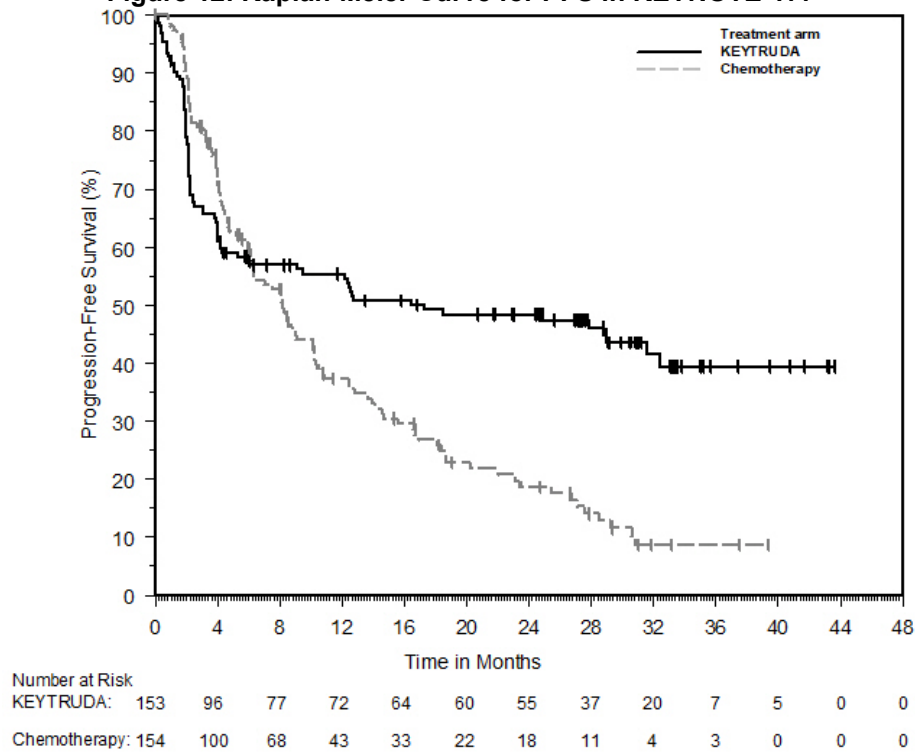 Treatment arm
KEYTRUDA
Chemotherapy
100
90
80
70
60
50
40
30
20
10
0
Progression-Free Survival (%)
0 4 8 12 16 20 24 28 32 36 40 44 48
Time in Months
Number at Risk
KEYTRUDA: 153 96 77 72 64 60 55 37 20 7 5 0 0
Chemotherapy: 154 100 68 43 33 22 18 11 4 3 0 0 0